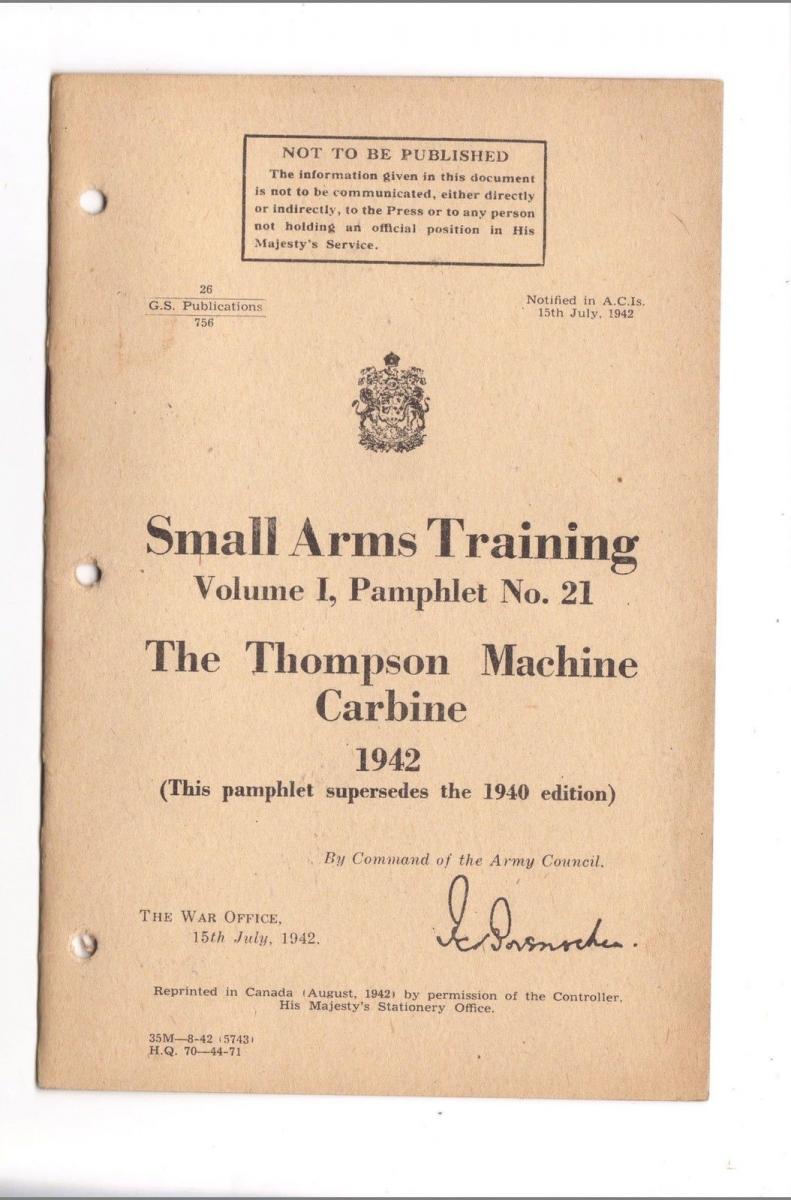 NOT TO BE PUBLISHED
The information given in this document
is not to be communicated, either directly
or indirectly, to the Press or to any person
not holding an official position in His
Majesty's Service.
26
G.S. Publications
756
Notified in A.C.Is.
15th July, 1942
Small Arms Training
Volume I, Pamphlet No. 21
The Thompson Machine
Carbine
1942
(This pamphlet supersedes the 1940 edition)
By Command of the Army Council.
THE WAR OFFICE,
15th July, 1942.
Reprinted in Canada (August, 1942) by permission of the Controller,
His Majesty's Stationery Office.
35M—8-42 (5743)
H.Q. 70—44-71